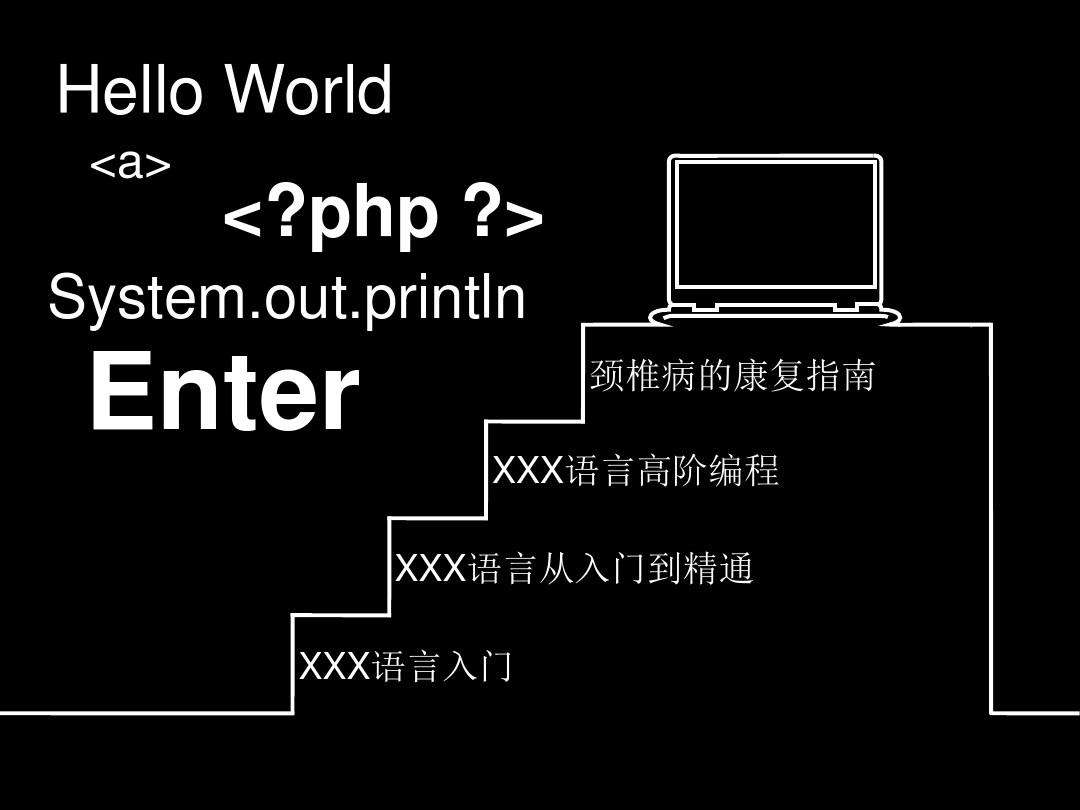 Hello World
<a>
<?php ?>
System.out.println
Enter
颈椎病的康复指南
XXX语言高阶编程
XXX语言从入门到精通
XXX语言入门